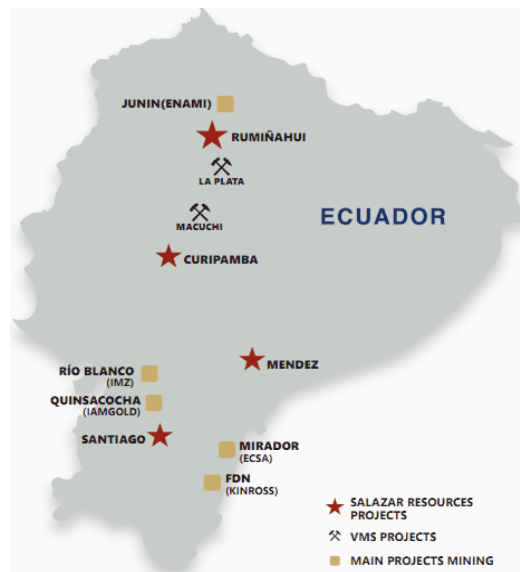 JUNIN(ENAMI)
RUMIÑAHUI
LA PLATA
MACUCHI
ECUADOR
CURIPAMBA
MENDEZ
RÍO BLANCO
(IMZ)
QUINSACOCHA
(IAMGOLD)
SANTIAGO
MIRADOR
(ECSA)
FDN
(KINROSS)
SALAZAR RESOURCES
PROJECTS
VMS PROJECTS
MAIN PROJECTS MINING